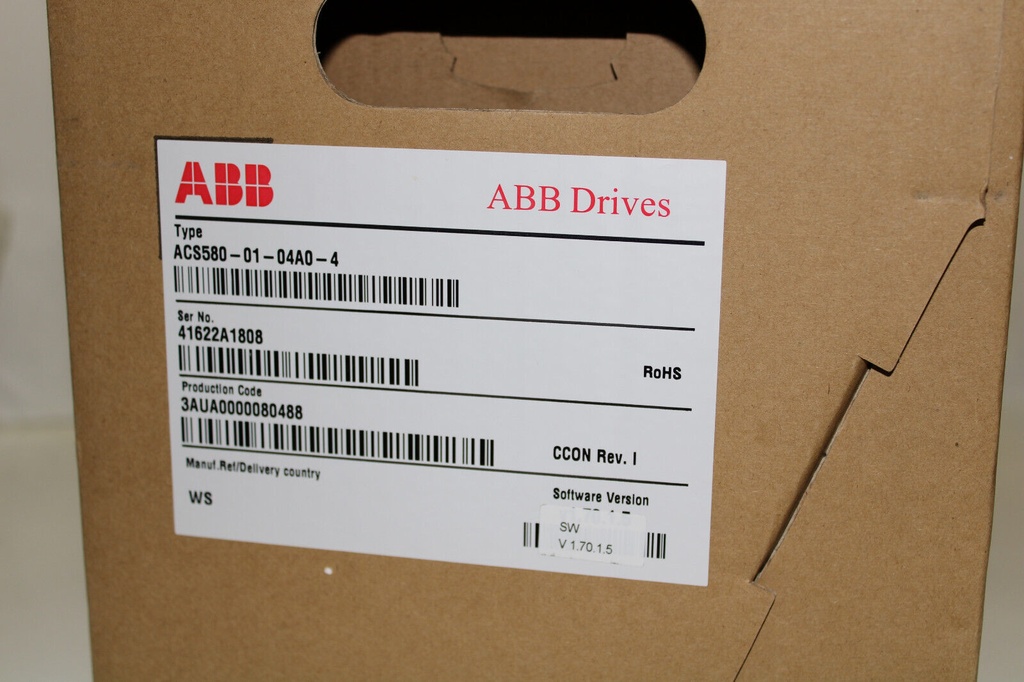 ABB
ABB Drives
Type
ACS580-01-04A0-4
Ser No.
41622A1808
RoHS
Production Code
3AUA0000080488
CCON Rev. I
Manuf.Ref/Delivery country
WS
Software Version
SW
V 1.70.1.5